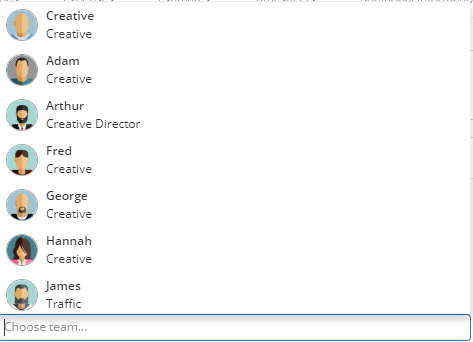 Creative
Creative
Adam
Creative
Arthur
Creative Director
Fred
Creative
George
Creative
Hannah
Creative
James
Traffic
Choose team...